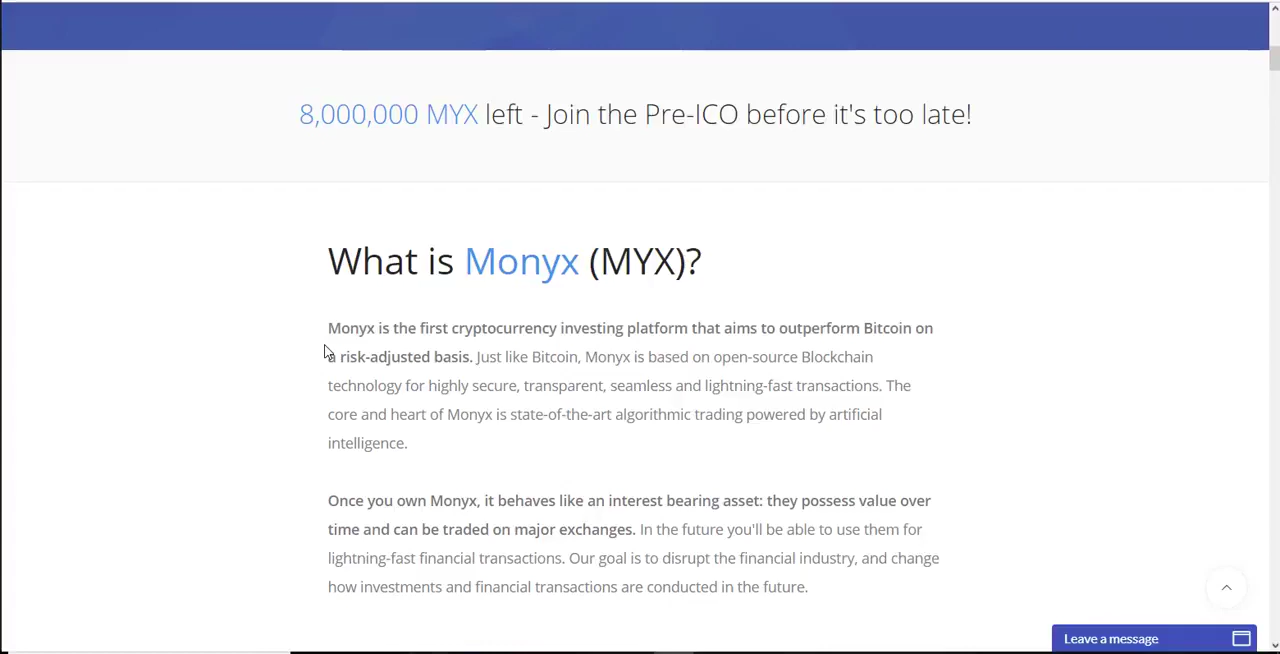 8,000,000 MYX left - Join the Pre-ICO before it's too late!
What is Monyx (MYX)?
Monyx is the first cryptocurrency investing platform that aims to outperform Bitcoin on
a risk-adjusted basis. Just like Bitcoin, Monyx is based on open-source Blockchain
technology for highly secure, transparent, seamless and lightning-fast transactions. The
core and heart of Monyx is state-of-the-art algorithmic trading powered by artificial
intelligence.
Once you own Monyx, it behaves like an interest bearing asset: they possess value over
time and can be traded on major exchanges. In the future you'll be able to use them for
lightning-fast financial transactions. Our goal is to disrupt the financial industry, and change
how investments and financial transactions are conducted in the future.
Leave a message